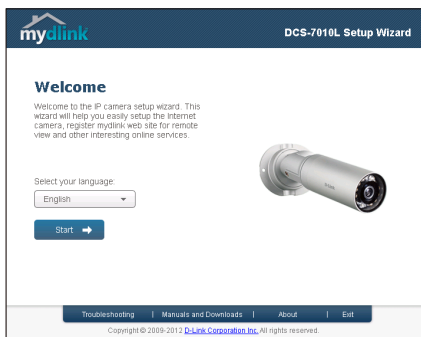 mydlink
DCS-7010L Setup Wizard
Welcome
Welcome to the IP camera setup wizard. This
wizard will help you easily setup the Internet
camera, register mydlink web site for remote
view and other interesting online services.
Select your language:
English
Start
D-Link
Troubleshooting | Manuals and Downloads | About | Exit
Copyright © 2009-2012 D-Link Corporation Inc. All rights reserved.